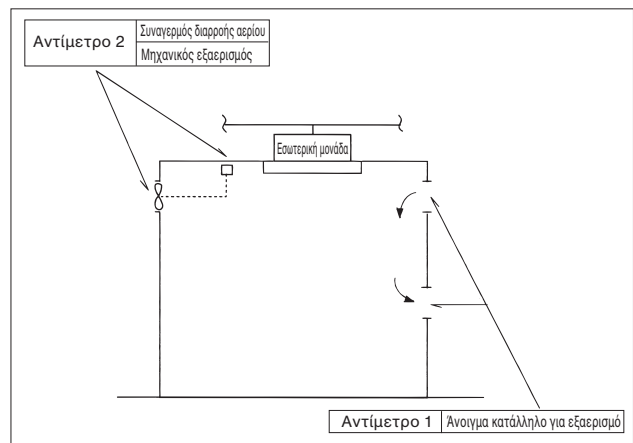 Αντίμετρο 2
Συναγερμός διαρροής αερίου
Μηχανικός εξαερισμός
Εσωτερική μονάδα
Αντίμετρο 1
Άνοιγμα κατάλληλο για εξαερισμό